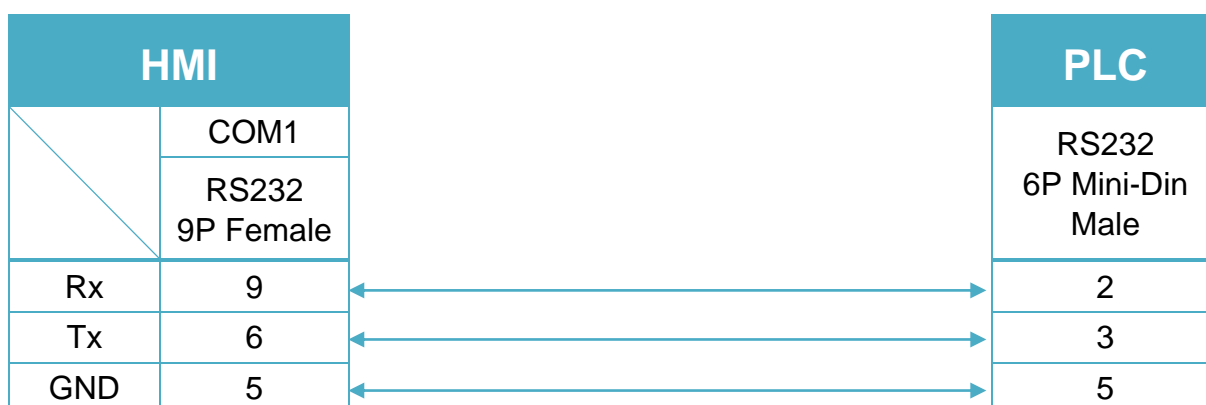 HMI PLC
COM1
RS232
9P Female
RS232
6P Mini-Din
Male
Rx 9 2
Tx 6 3
GND 5 5